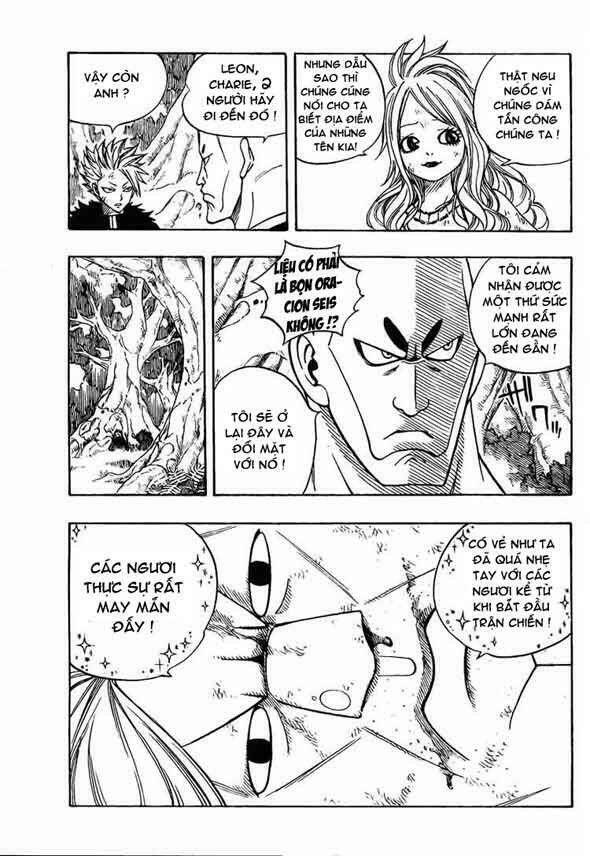 THẬT NGU
NGỐC VÌ
CHÚNG DÁM
TẤN CÔNG
CHÚNG TA !
NHƯNG DẪU
SAO THÌ
CHÚNG CŨNG
NÓI CHO TA
BIẾT ĐỊA ĐIỂM
CỦA NHỮNG
TÊN KIA!
LEON,
CHARIE, 2
NGƯỜI HÃY
ĐI ĐẾN ĐÓ !
VẬY CÒN
ANH ?
TÔI CẢM
NHẬN ĐƯỢC
MỘT THỨ SỨC
MẠNH RẤT
LỚN ĐANG
ĐẾN GẦN !
LIỆU CÓ PHẢI
LÀ BỌN ORA-
CION SEIS
KHÔNG !?
TÔI SẼ Ở
LẠI ĐÂY VÀ
ĐỐI MẶT
VỚI NÓ !
CÓ VẺ NHƯ TA
ĐÃ QUÁ NHẸ
TAY VỚI CÁC
NGƯƠI KỂ TỪ
KHI BẮT ĐẦU
TRẬN CHIẾN !
CÁC NGƯƠI
THỰC SỰ RẤT
MAY MẮN
ĐẤY !